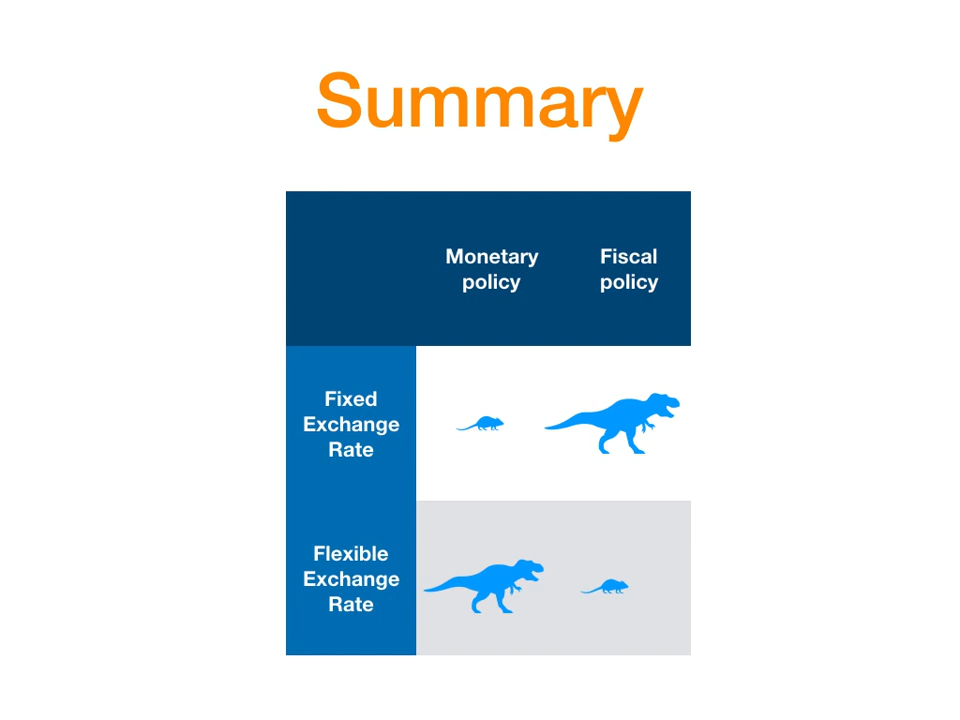 Summary
Monetary
policy
Fiscal
policy
Fixed
Exchange
Rate
Flexible
Exchange
Rate